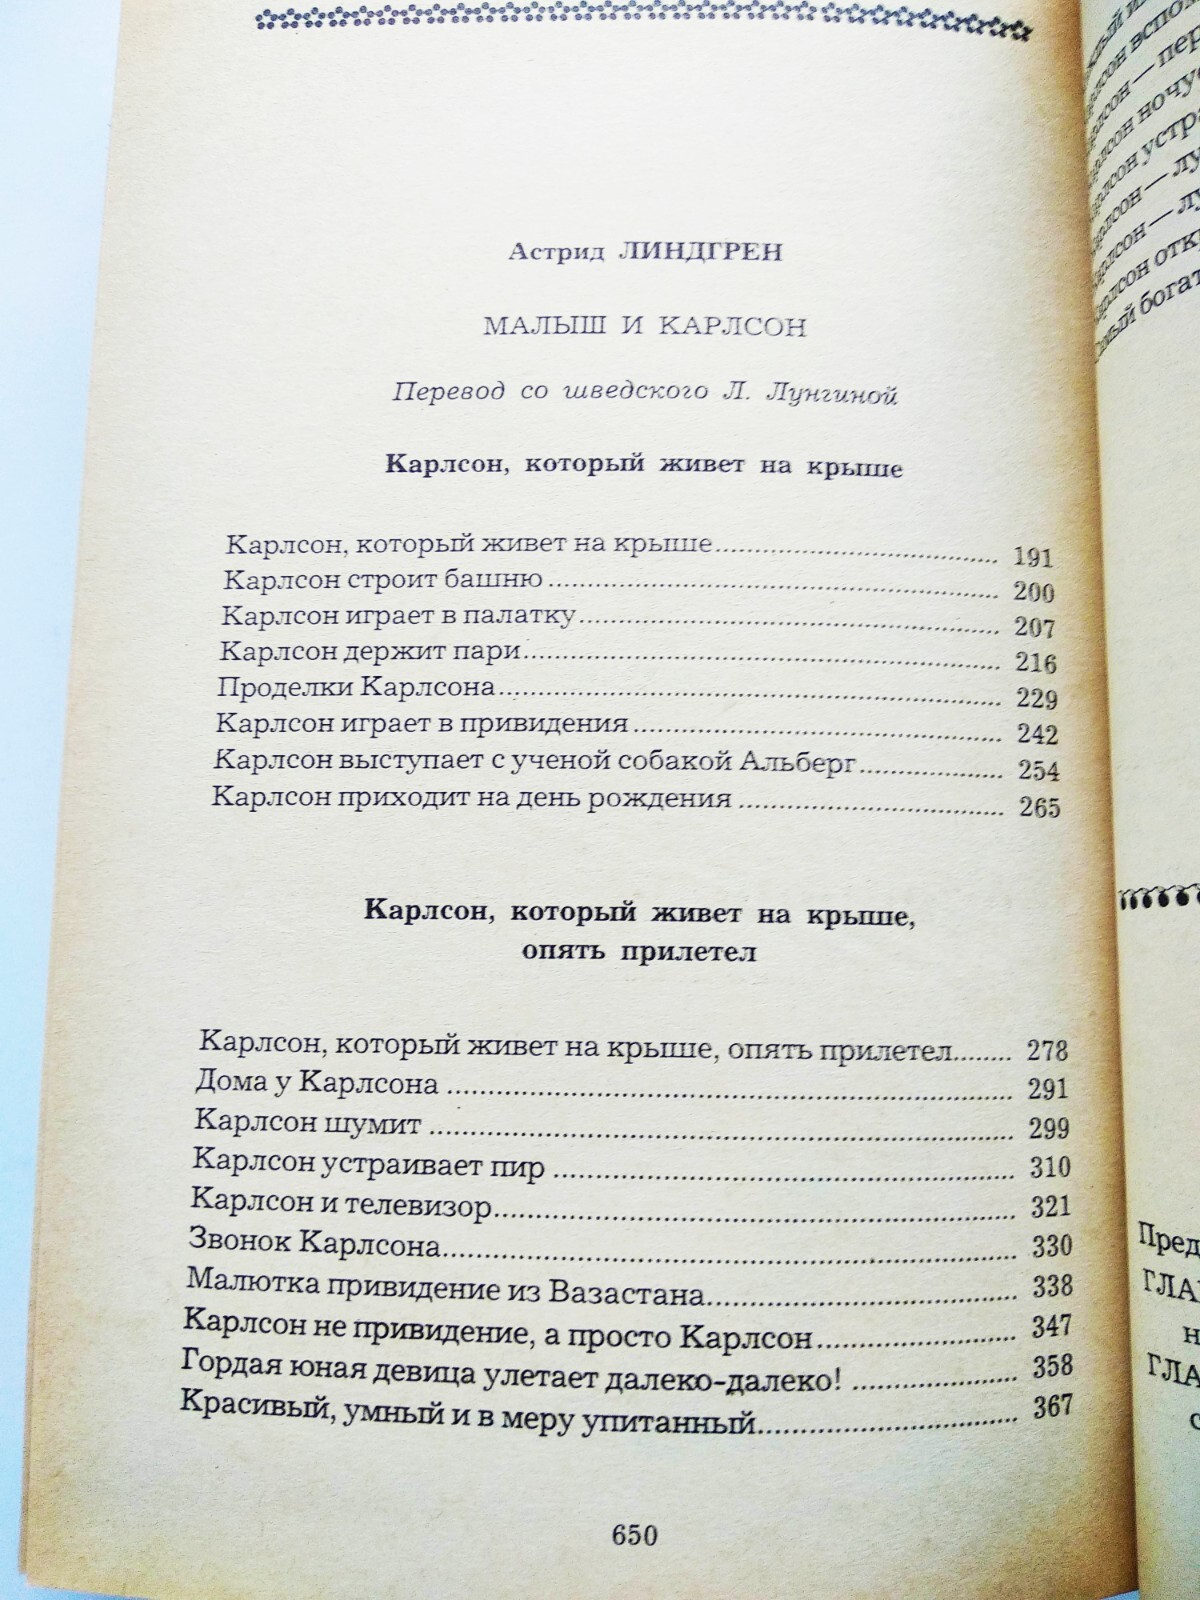 Астрид ЛИНДГРЕН
МАЛЫШ И КАРЛСОН
Перевод со шведского Л. Лунгиной
Карлсон, который живет на крыше
Карлсон, который живет на крыше........ 191
Карлсон строит башню........ 200
Карлсон играет в палатку........ 207
Карлсон держит пари........ 216
Проделки Карлсона........ 229
Карлсон играет в привидения........ 242
Карлсон выступает с ученой собакой Альберг........ 254
Карлсон приходит на день рождения........ 265
Карлсон, который живет на крыше,
опять прилетел
Карлсон, который живет на крыше, опять прилетел........ 278
Дома у Карлсона........ 291
Карлсон шумит........ 299
Карлсон устраивает пир........ 310
Карлсон и телевизор........ 321
Звонок Карлсона........ 330
Малютка привидение из Вазастана........ 338
Карлсон не привидение, а просто Карлсон........ 347
Гордая юная девица улетает далеко-далеко!........ 358
Красивый, умный и в меру упитанный........ 367
650